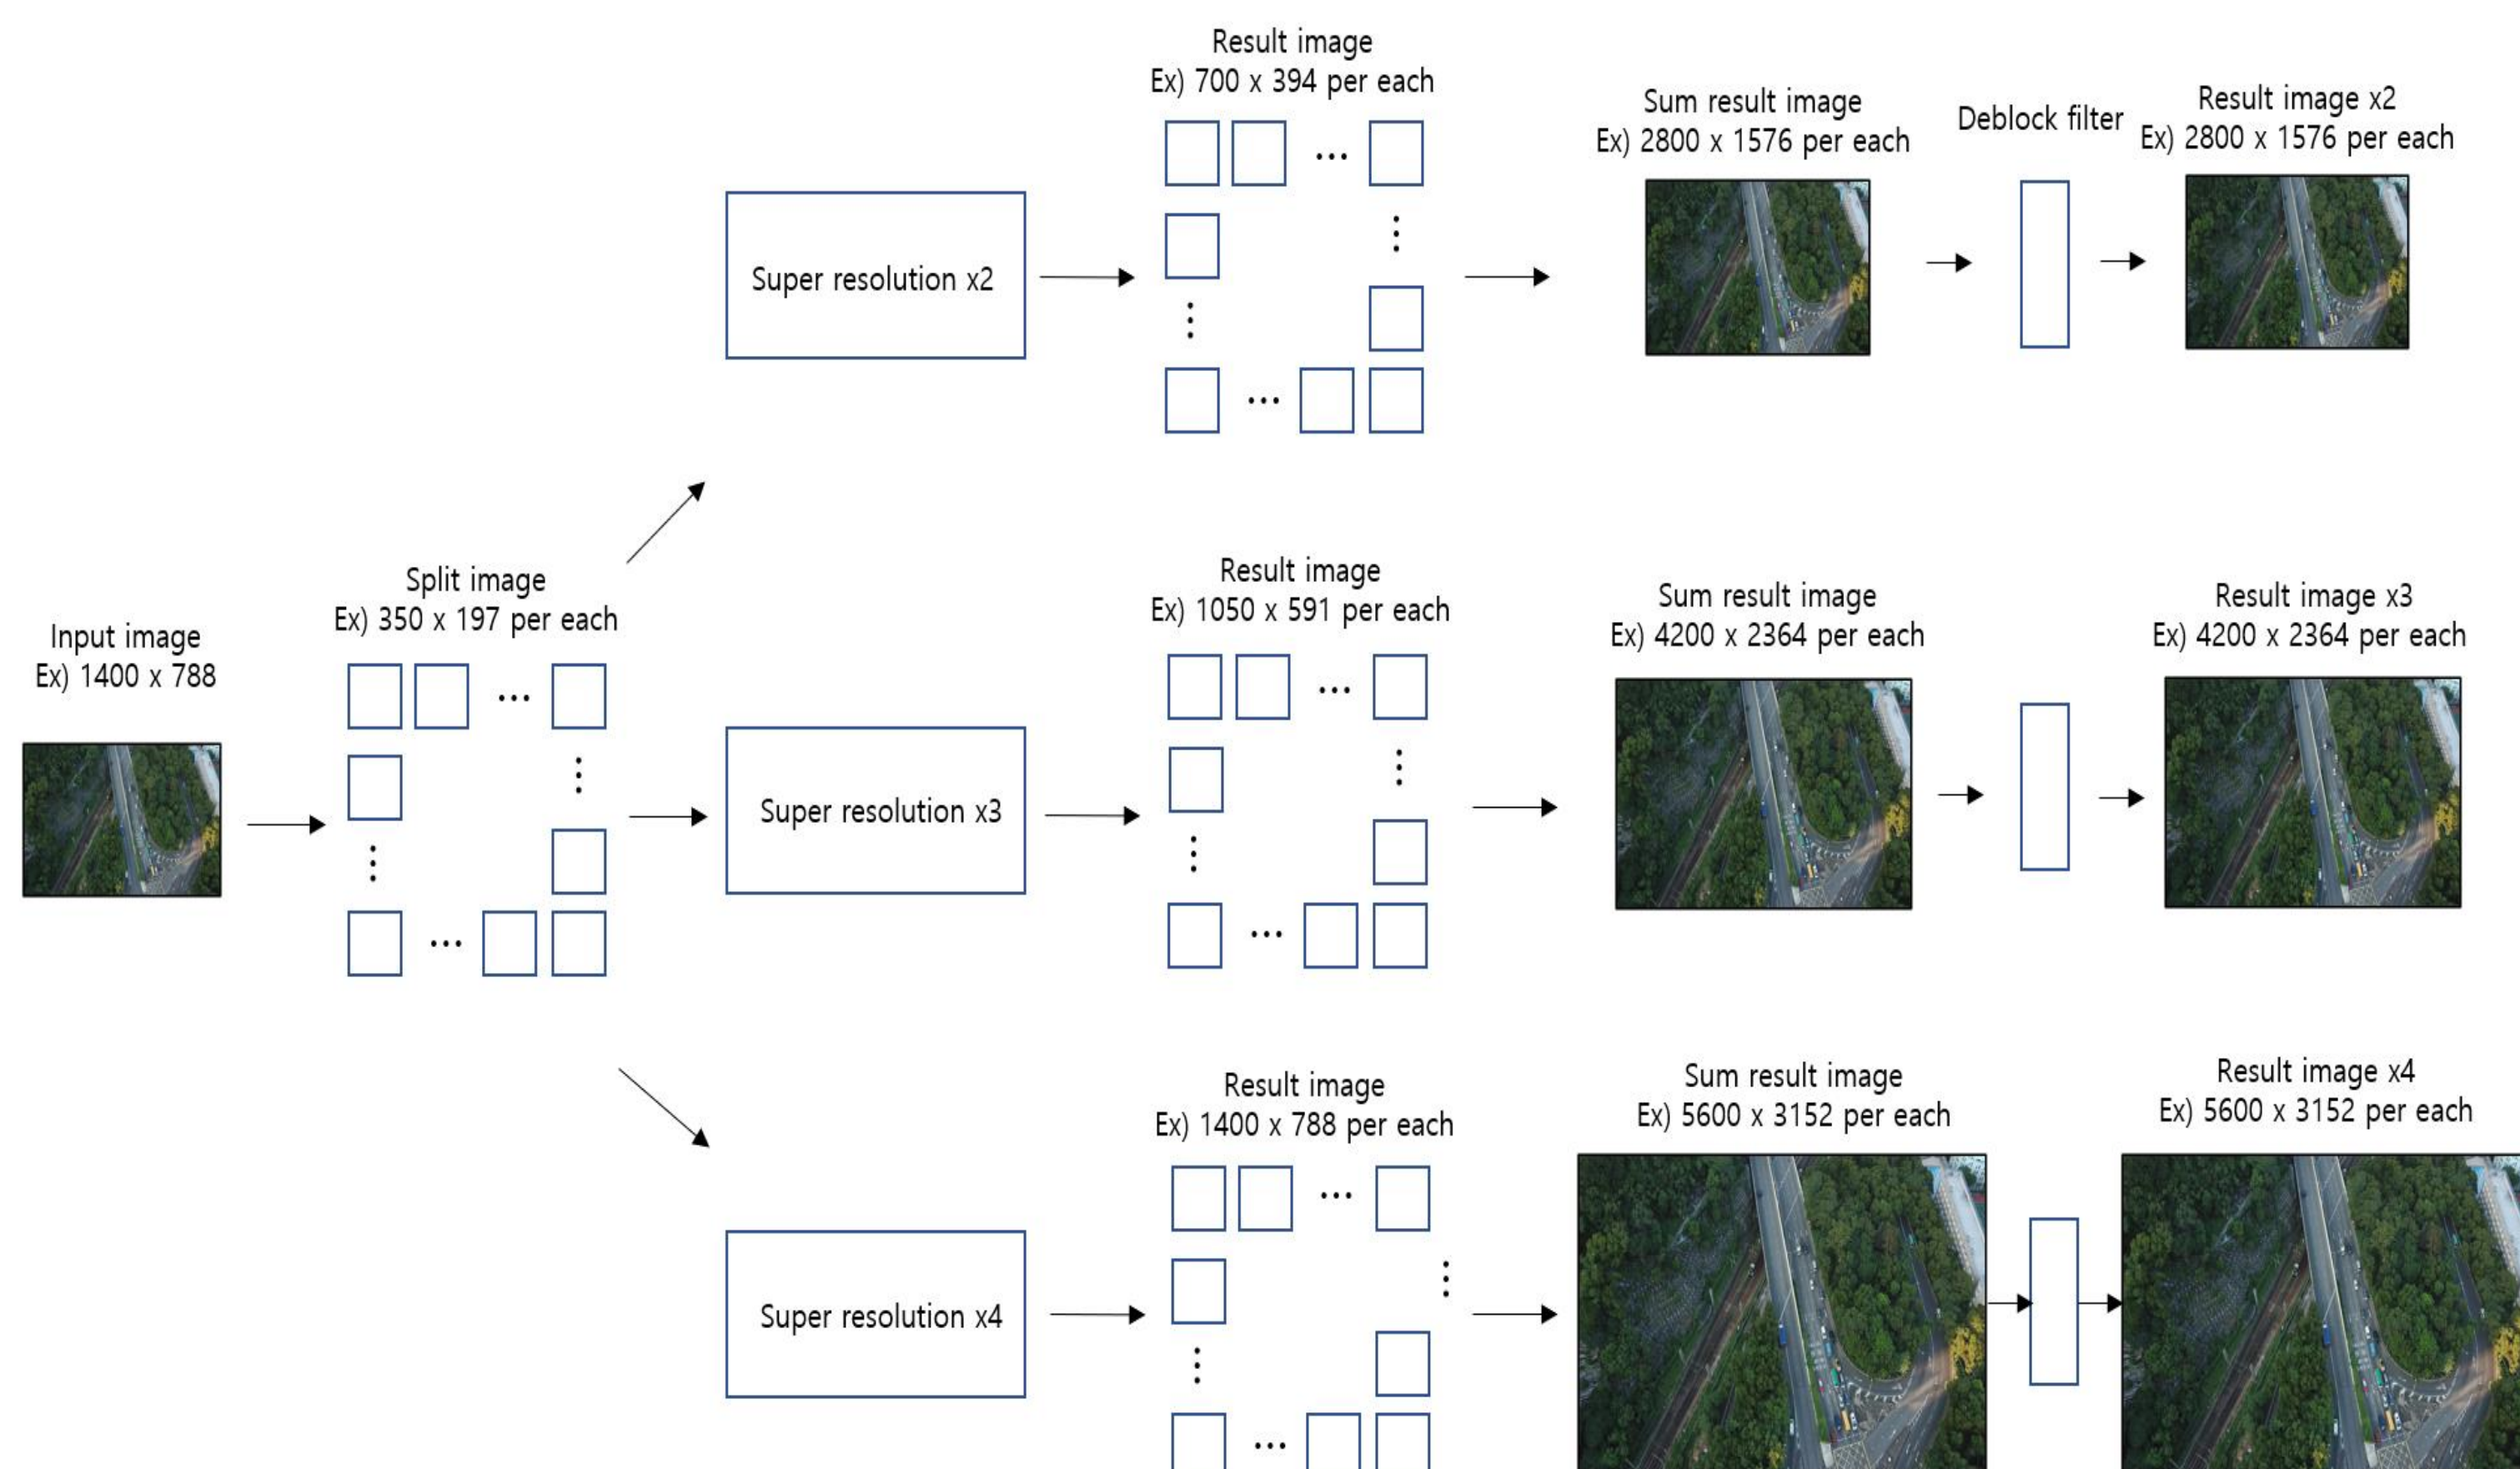 Result image
Ex) 700 x 394 per each
Sum result image
Ex) 2800 x 1576 per each
Deblock filter
Result image x2
Ex) 2800 x 1576 per each
Super resolution x2
Input image
Ex) 1400 x 788
Split image
Ex) 350 x 197 per each
Super resolution x3
Result image
Ex) 1050 x 591 per each
Sum result image
Ex) 4200 x 2364 per each
Result image x3
Ex) 4200 x 2364 per each
Super resolution x4
Result image
Ex) 1400 x 788 per each
Sum result image
Ex) 5600 x 3152 per each
Result image x4
Ex) 5600 x 3152 per each